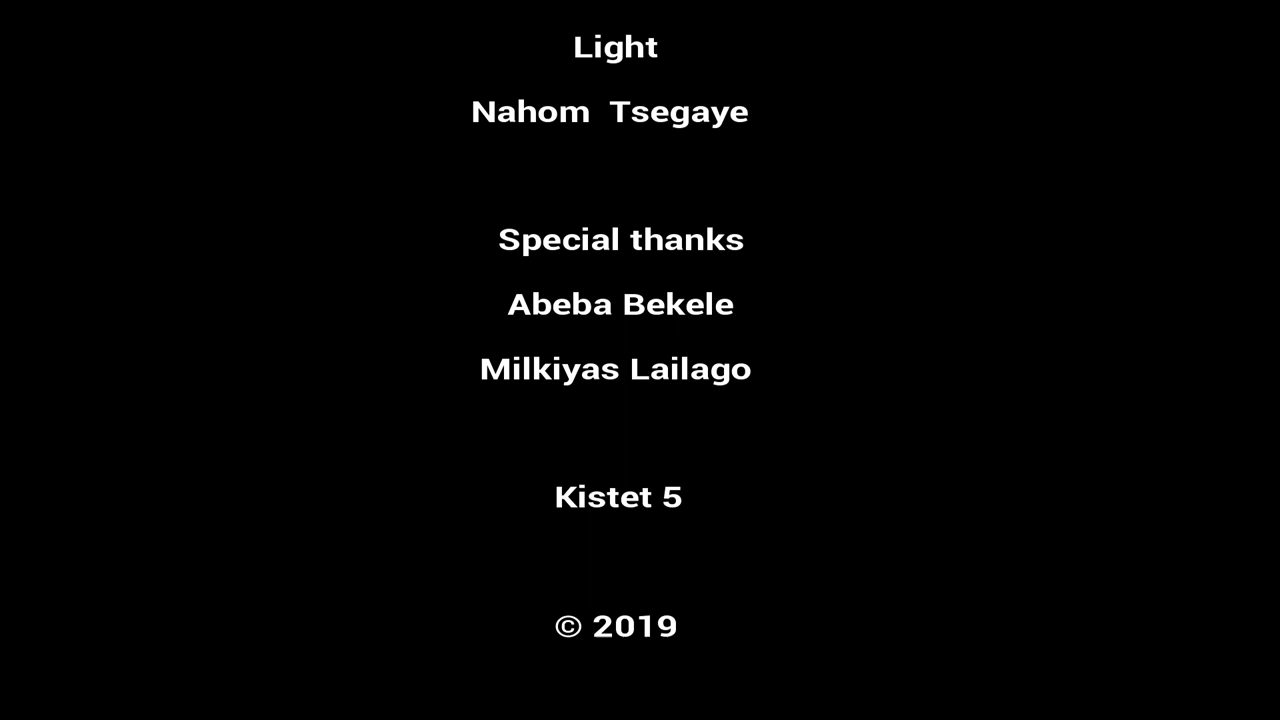 Light
Nahom  Tsegaye
Special thanks
Abeba Bekele
Milkiyas Lailago
Kistet 5
© 2019